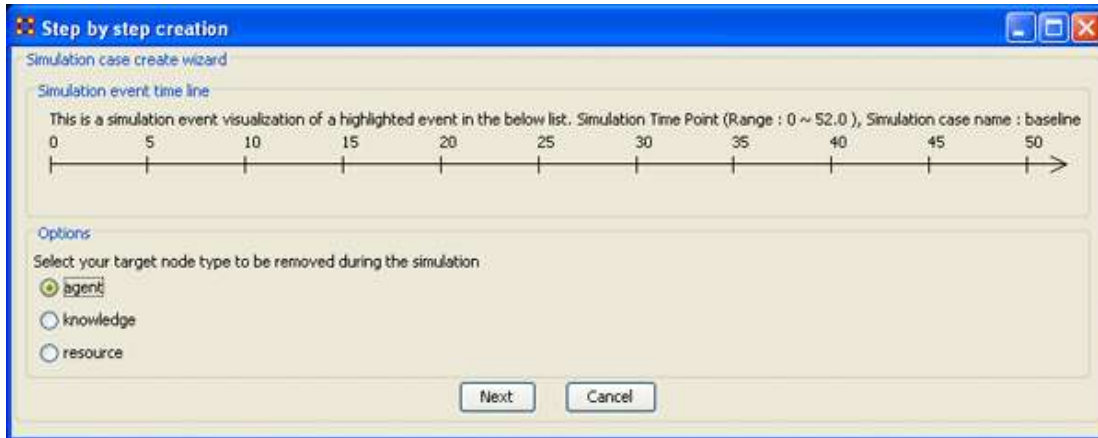 Step by step creation
Simulation case create wizard
Simulation event time line
This is a simulation event visualization of a highlighted event in the below list. Simulation Time Point (Range : 0 ~ 52.0 ), Simulation case name : baseline
0 5 10 15 20 25 30 35 40 45 50
Options
Select your target node type to be removed during the simulation
agent
knowledge
resource
Next Cancel